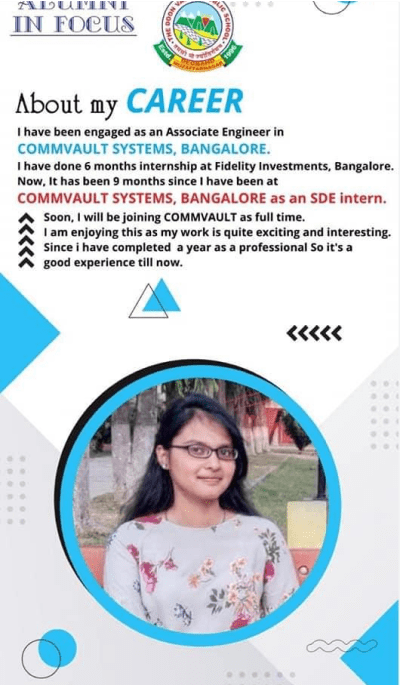 ALUMNI
IN FOCUS
About my CAREER
I have been engaged as an Associate Engineer in
COMMVAULT SYSTEMS, BANGALORE.
I have done 6 months internship at Fidelity Investments, Bangalore.
Now, It has been 9 months since I have been at
COMMVAULT SYSTEMS, BANGALORE as an SDE intern.
Soon, I will be joining COMMVAULT as full time.
I am enjoying this as my work is quite exciting and interesting.
Since i have completed a year as a professional So it's a
good experience till now.